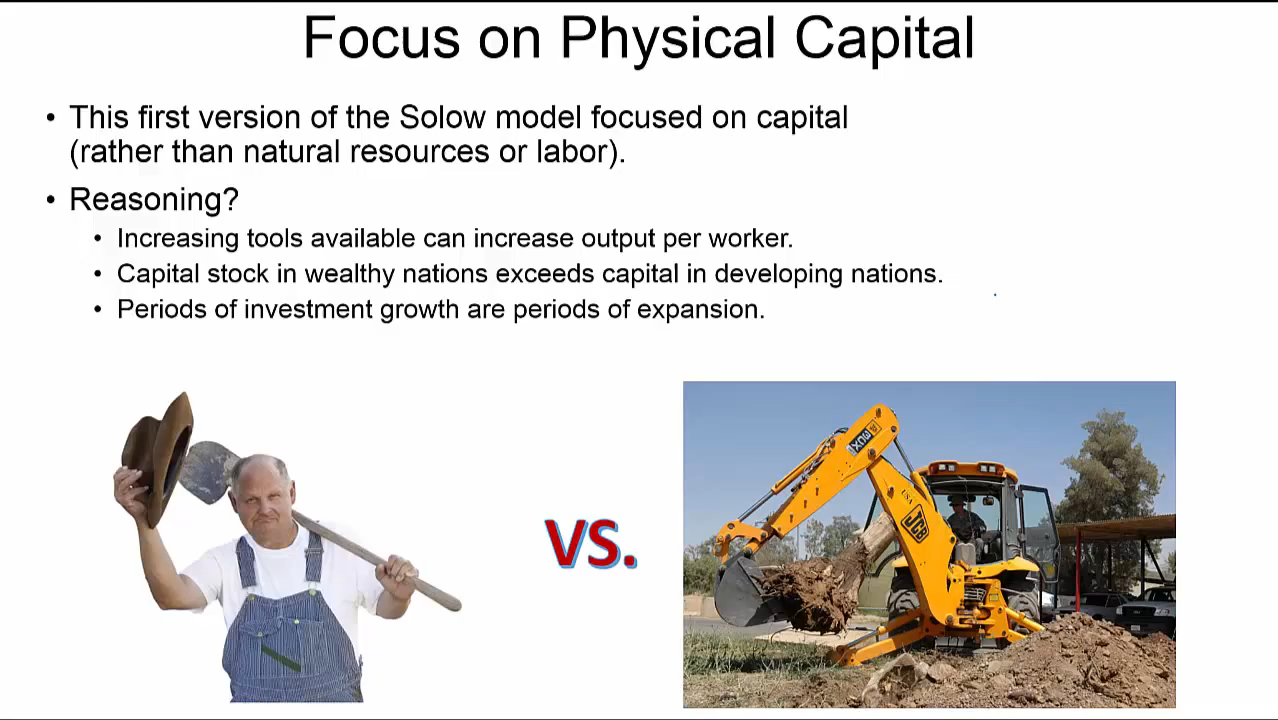 Focus on Physical Capital
• This first version of the Solow model focused on capital
(rather than natural resources or labor).
• Reasoning?
• Increasing tools available can increase output per worker.
• Capital stock in wealthy nations exceeds capital in developing nations.
• Periods of investment growth are periods of expansion.
VS.
JCB